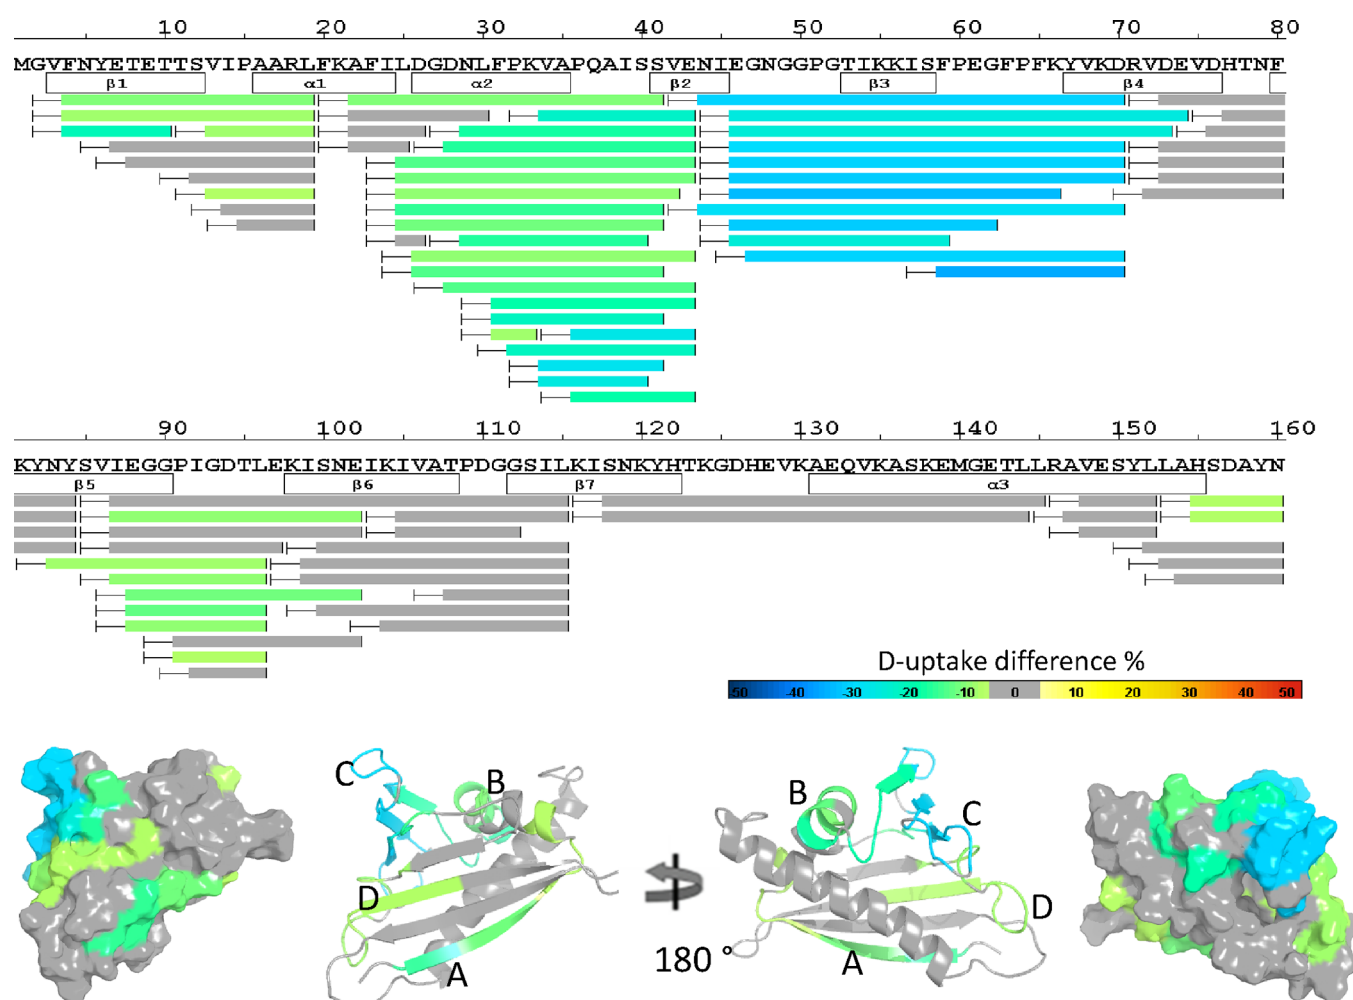 10 20 30 40 50 60 70 80
MGVFNYETETTSVIPAARLFKAFILDGDNLFPKVAPQAISSVENIEGNGGPGTIKKISFPEGFPFKYVKDRVDEVDHTNF
β1 α1 α2 β2 β3 β4
90 100 110 120 130 140 150 160
KYNYSVIEGGPIGDTLEKISNEIKIVATPDGGSILKISNKYHTKGDHEVKAEQVKASKEMGETLLRAVESYLLAHSDAYN
β5 β6 β7 α3
D-uptake difference %
50 -40 -30 -20 -10 0 10 20 30 40 50
C B B C
D D
A 180 ° A